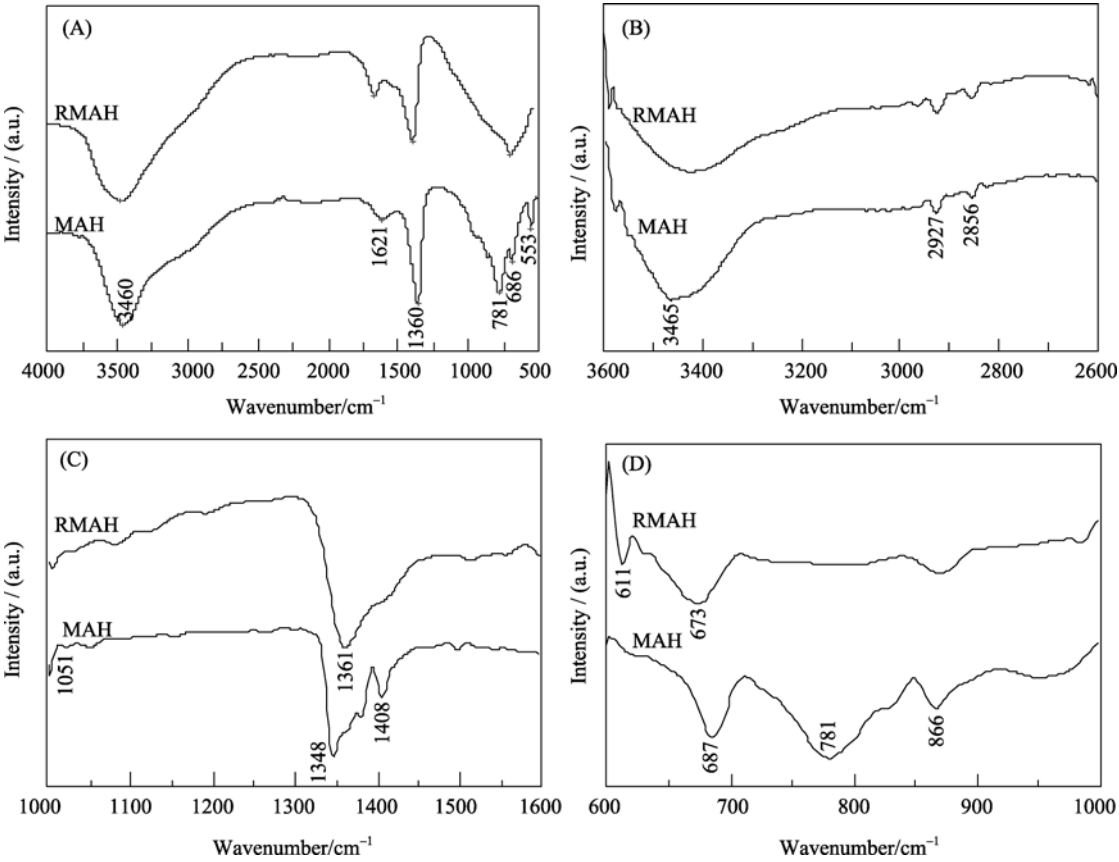 (A)
RMAH
MAH
3460
1621
1360
781
686
553
Intensity / (a.u.)
4000 3000 2000 1000 500
Wavenumber/cm⁻¹
(B)
RMAH
MAH
3465
2927
2856
Intensity / (a.u.)
3600 3400 3200 3000 2800 2600
Wavenumber/cm⁻¹
(C)
RMAH
MAH
1051
1361
1348
1408
Intensity / (a.u.)
1000 1100 1200 1300 1400 1500 1600
Wavenumber/cm⁻¹
(D)
RMAH
611
673
MAH
687
781
866
Intensity / (a.u.)
600 700 800 900 1000
Wavenumber/cm⁻¹